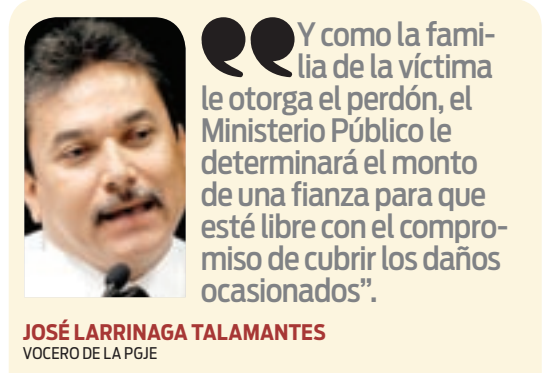 ”Y como la fami-
lia de la víctima
le otorga el perdón, el
Ministerio Público le
determinará el monto
de una fianza para que
esté libre con el compro-
miso de cubrir los daños
ocasionados”.
JOSÉ LARRINAGA TALAMANTES
VOCERO DE LA PGJE